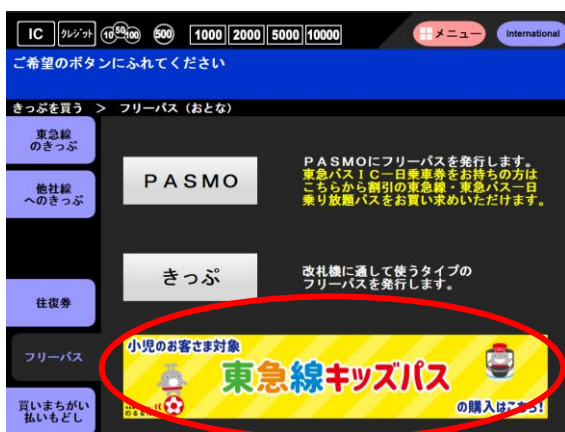 IC クレジット 10 50 100 500 1000 2000 5000 10000 メニュー International
ご希望のボタンにふれてください
きっぷを買う > フリーパス（おとな）
東急線
のきっぷ
他社線
へのきっぷ
往復券
フリーパス
買いまちがい
払いもどし
PASMO
PASMOにフリーパスを発行します。
東急バスIC一日乗車券をお持ちの方は
こちらから割引の東急線・東急バス一日
乗り放題パスをお買い求めいただけます。
きっぷ
改札機に通して使うタイプの
フリーパスを発行します。
小児のお客さま対象
東急線キッズパス
の購入はこちら!